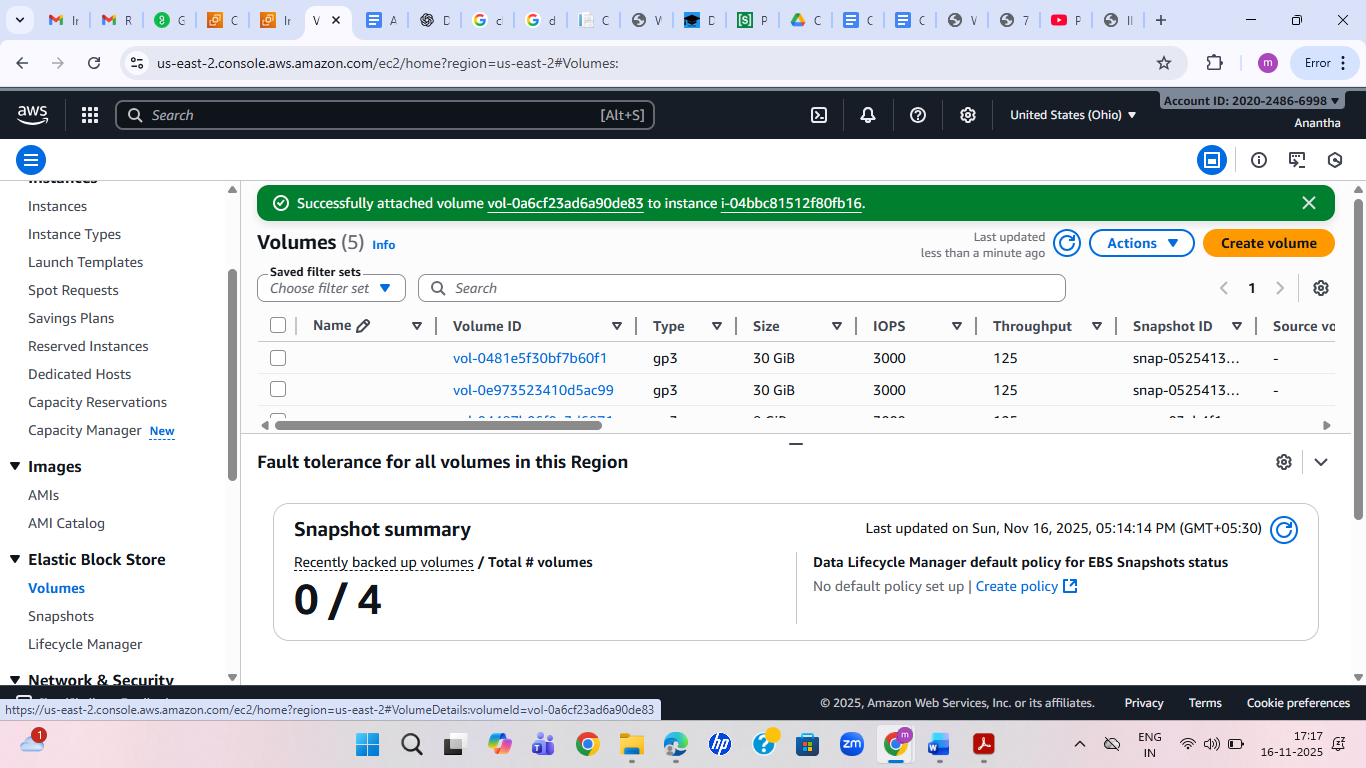 In
R
G
C
In
V
A
D
cl
d
C
W
D
P
C
C
C
W
7
P
II
us-east-2.console.aws.amazon.com/ec2/home?region=us-east-2#Volumes:
m
Error
aws
Search
[Alt+S]
United States (Ohio)
Account ID: 2020-2486-6998
Anantha
Instances
Instances
Instance Types
Launch Templates
Spot Requests
Savings Plans
Reserved Instances
Dedicated Hosts
Capacity Reservations
Capacity Manager New
Images
AMIs
AMI Catalog
Elastic Block Store
Volumes
Snapshots
Lifecycle Manager
Network & Security
Successfully attached volume vol-0a6cf23ad6a90de83 to instance i-04bbc81512f80fb16.
Volumes (5) Info
Last updated
less than a minute ago
Actions
Create volume
Saved filter sets
Choose filter set
Search
1
Name Volume ID Type Size IOPS Throughput Snapshot ID Source vo
vol-0481e5f30bf7b60f1 gp3 30 GiB 3000 125 snap-0525413... -
vol-0e973523410d5ac99 gp3 30 GiB 3000 125 snap-0525413... -
Fault tolerance for all volumes in this Region
Snapshot summary
Last updated on Sun, Nov 16, 2025, 05:14:14 PM (GMT+05:30)
Recently backed up volumes / Total # volumes
0 / 4
Data Lifecycle Manager default policy for EBS Snapshots status
No default policy set up | Create policy
© 2025, Amazon Web Services, Inc. or its affiliates.
Privacy
Terms
Cookie preferences
https://us-east-2.console.aws.amazon.com/ec2/home?region=us-east-2#VolumeDetails:volumeId=vol-0a6cf23ad6a90de83
1
hp
zm
m
ENG
IN
17:17
16-11-2025